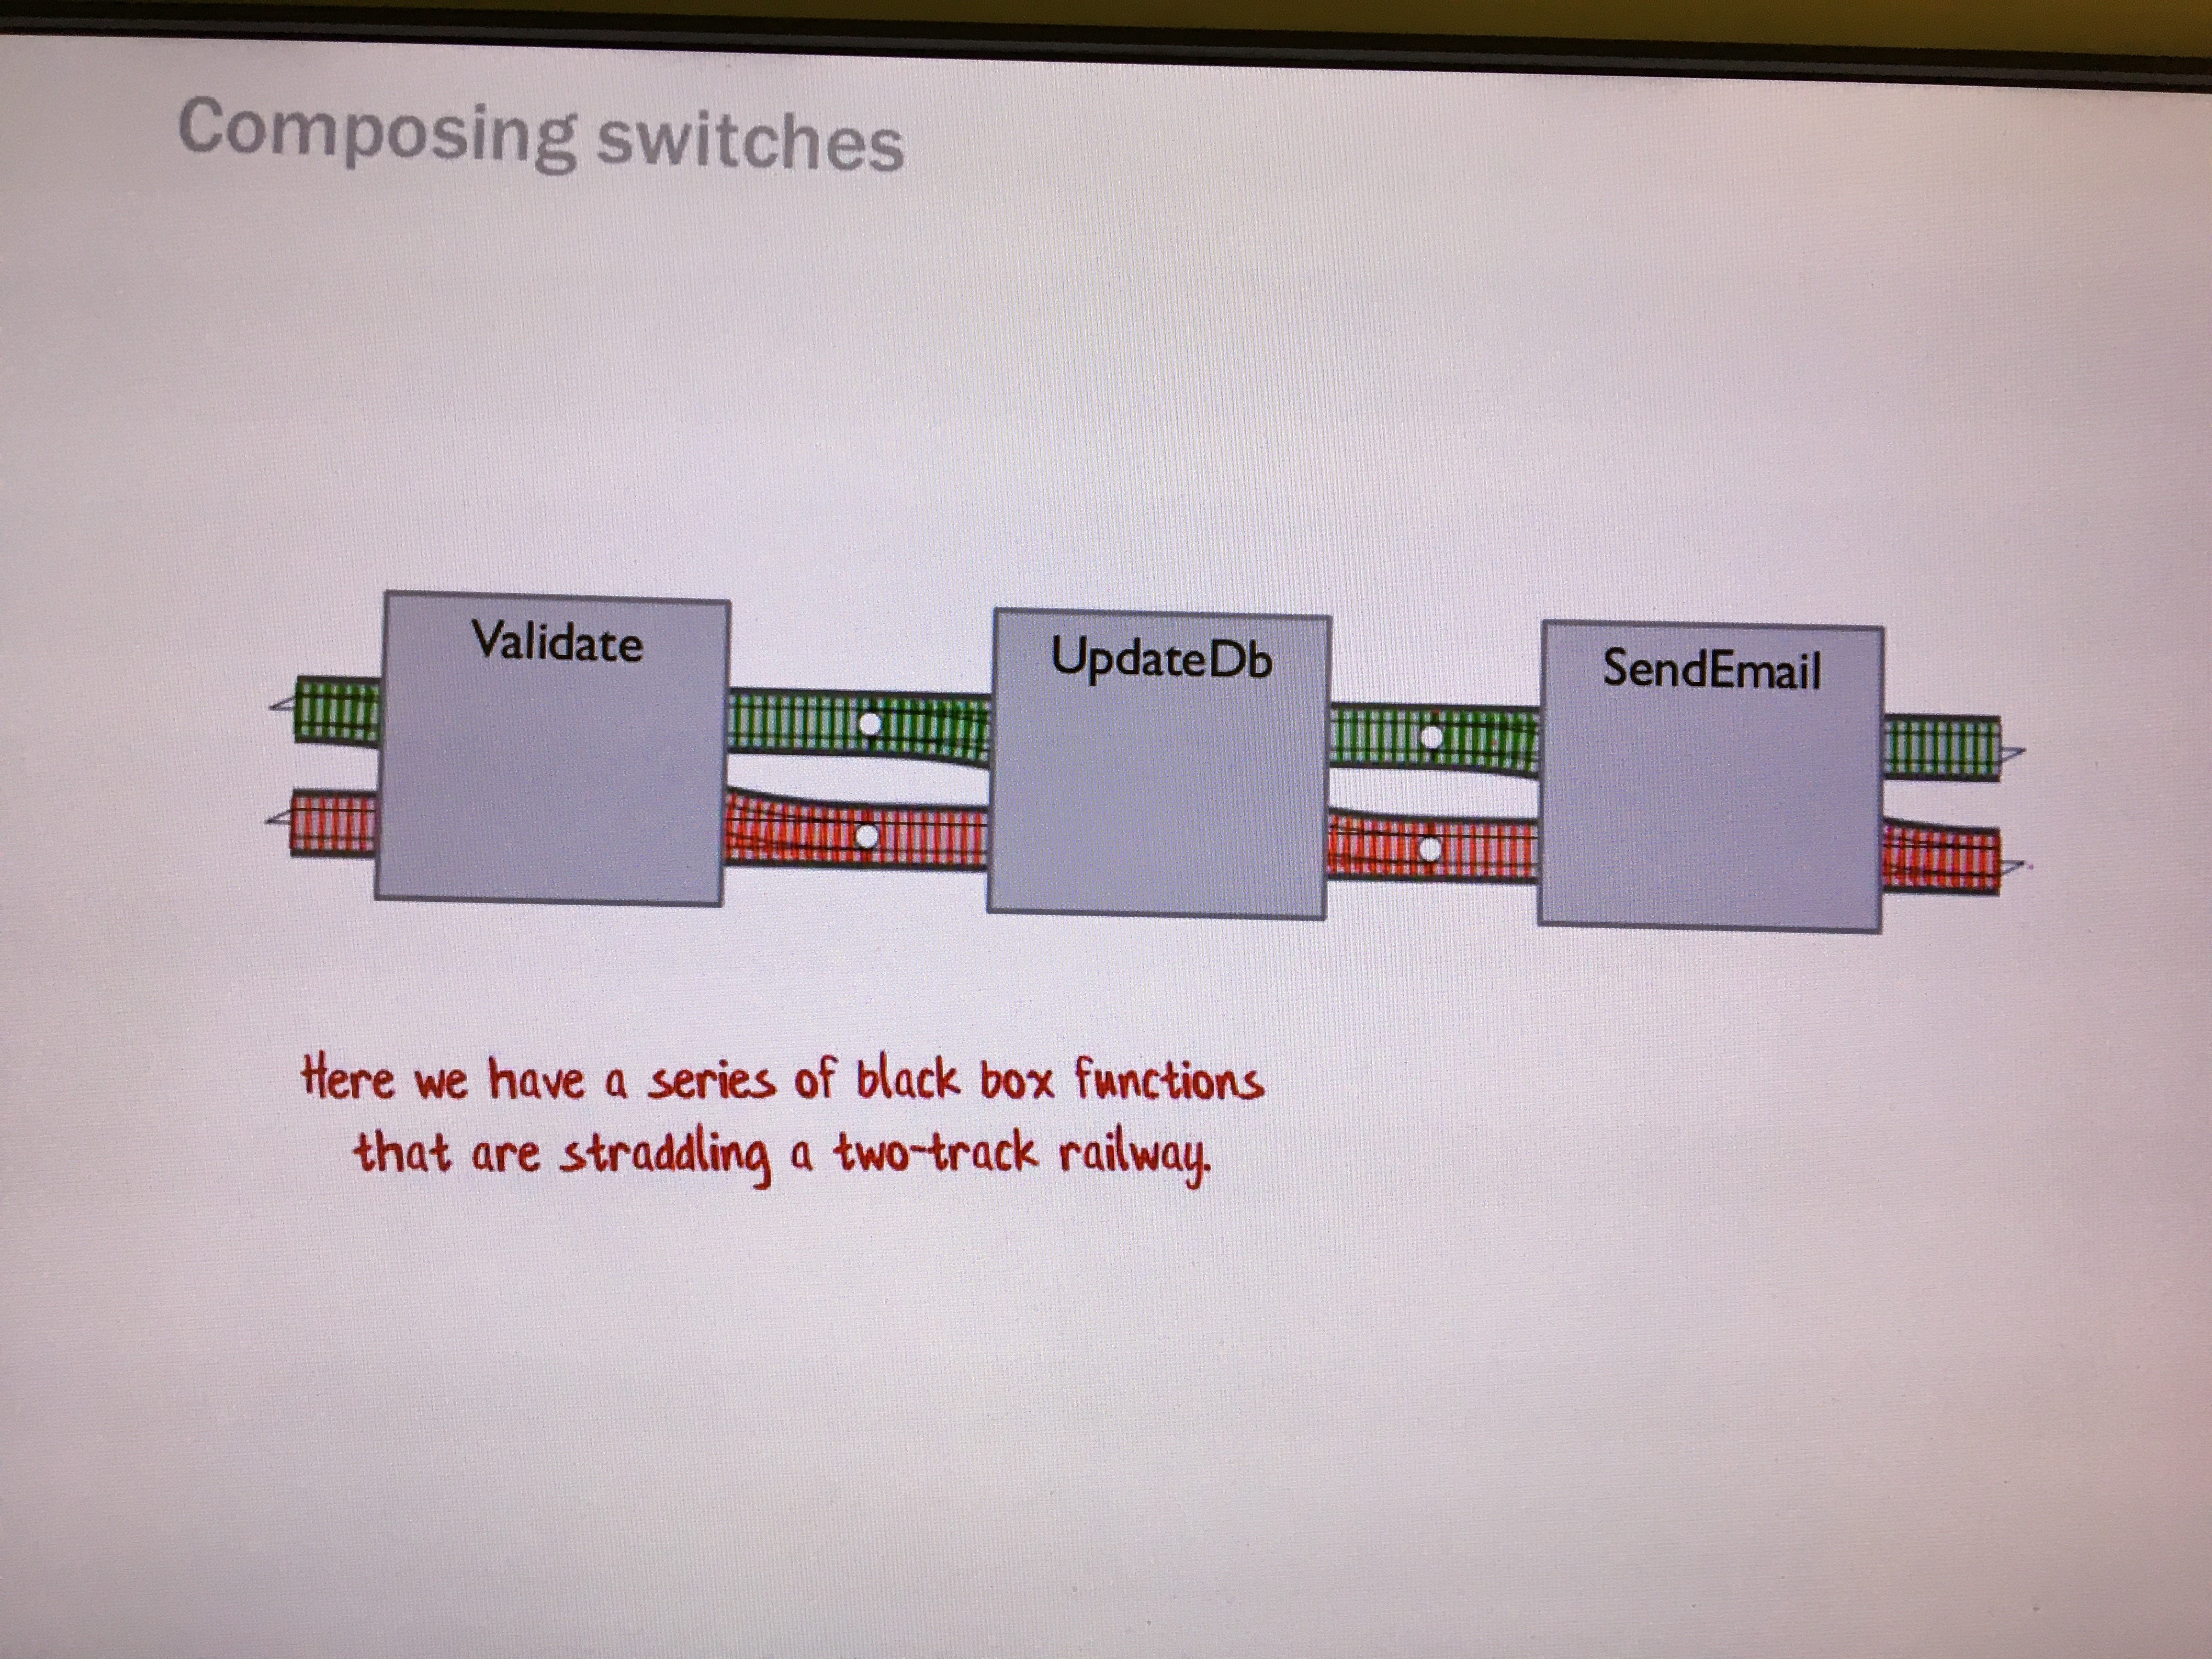 Composing switches
Validate
UpdateDb
SendEmail
Here we have a series of black box functions
that are straddling a two-track railway.